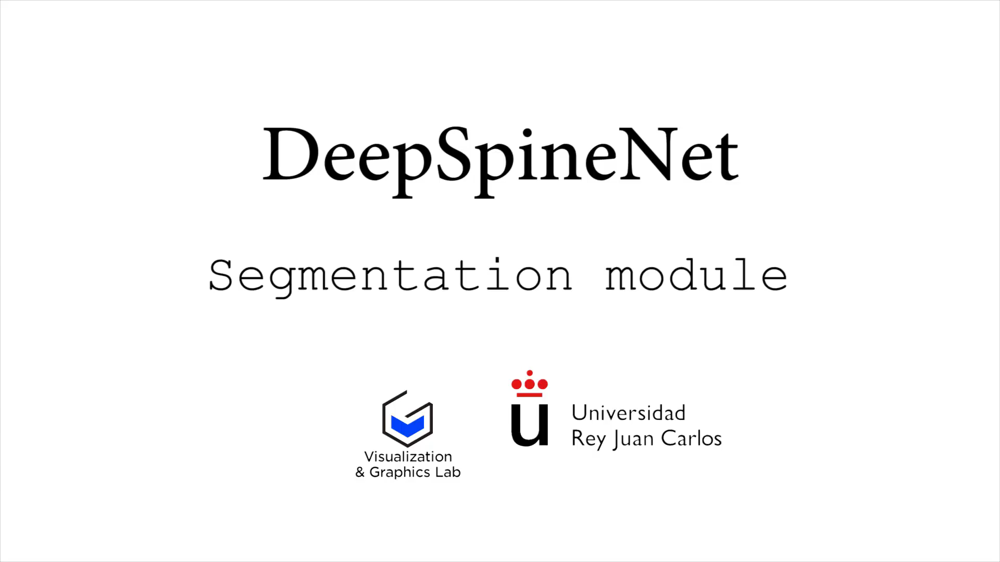 DeepSpineNet
Segmentation module
Visualization
& Graphics Lab
u
Universidad
Rey Juan Carlos